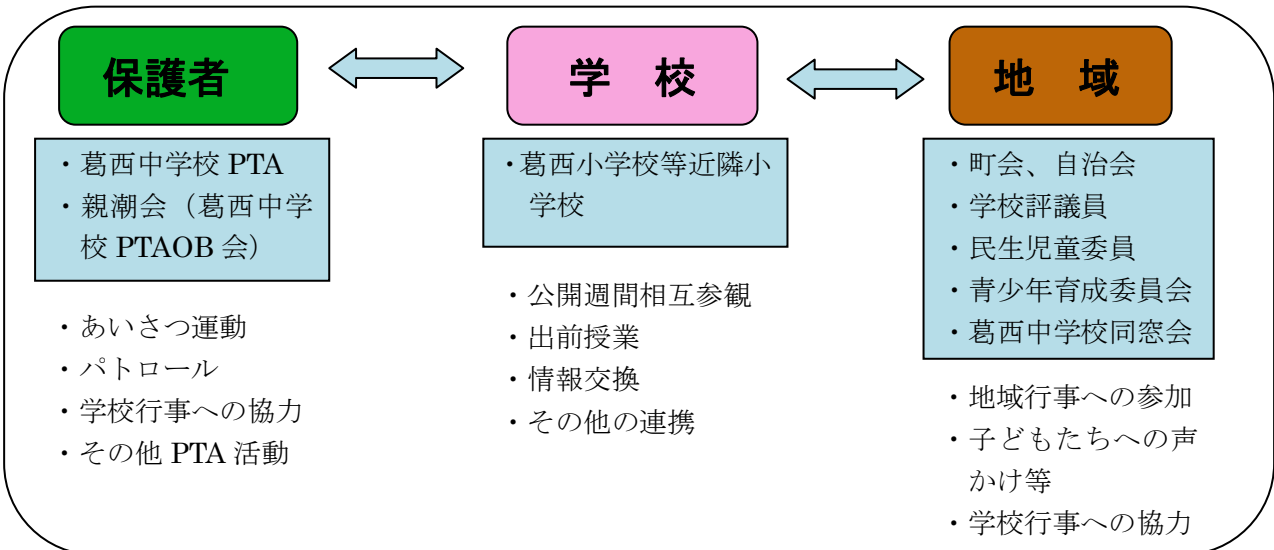 保護者
・葛西中学校 PTA
・親潮会（葛西中学
校 PTAOB 会）
・あいさつ運動
・パトロール
・学校行事への協力
・その他 PTA 活動
学　校
・葛西小学校等近隣小
学校
・公開週間相互参観
・出前授業
・情報交換
・その他の連携
地　域
・町会、自治会
・学校評議員
・民生児童委員
・青少年育成委員会
・葛西中学校同窓会
・地域行事への参加
・子どもたちへの声
かけ等
・学校行事への協力